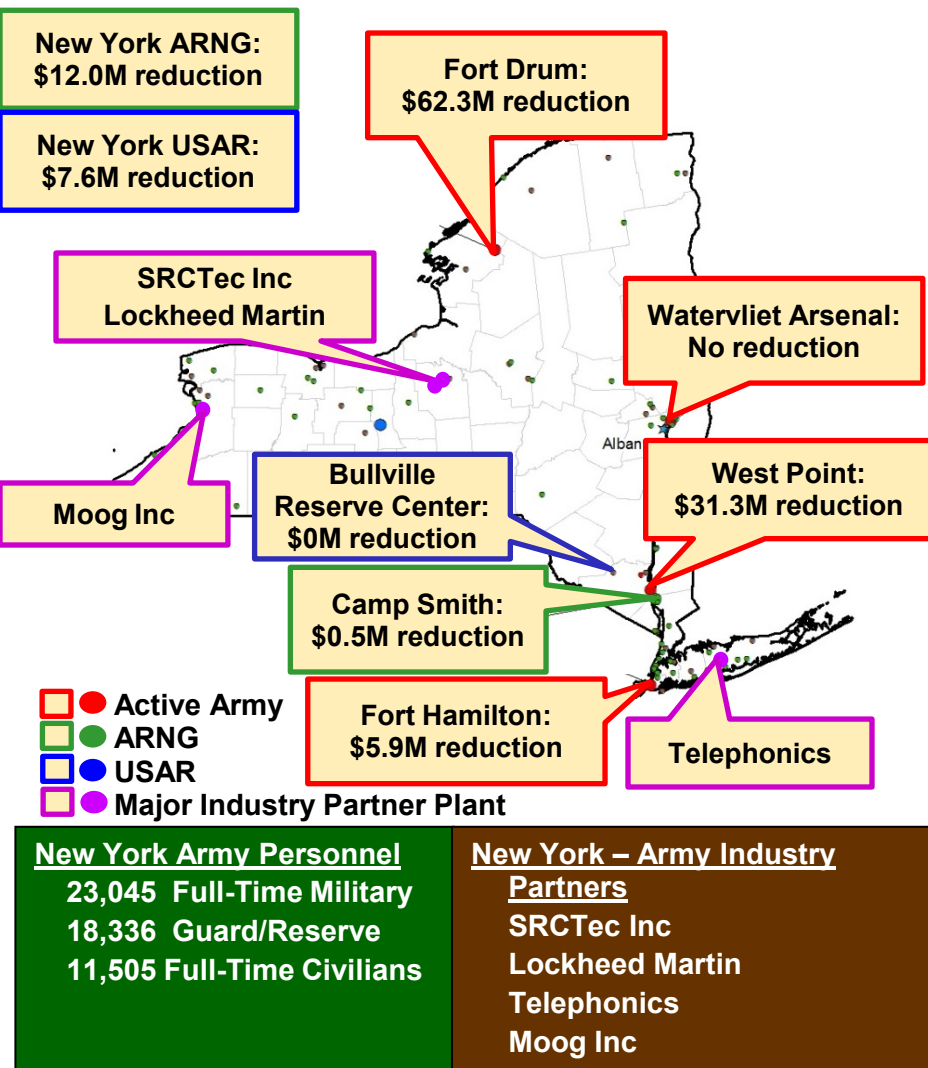 New York ARNG:
$12.0M reduction
Fort Drum:
$62.3M reduction
New York USAR:
$7.6M reduction
SRCTec Inc
Lockheed Martin
Watervliet Arsenal:
No reduction
Alban
Bullville
Reserve Center:
$0M reduction
West Point:
$31.3M reduction
Moog Inc
Camp Smith:
$0.5M reduction
Fort Hamilton:
$5.9M reduction
Telephonics
Active Army
ARNG
USAR
Major Industry Partner Plant
New York Army Personnel
23,045 Full-Time Military
18,336 Guard/Reserve
11,505 Full-Time Civilians
New York – Army Industry
Partners
SRCTec Inc
Lockheed Martin
Telephonics
Moog Inc